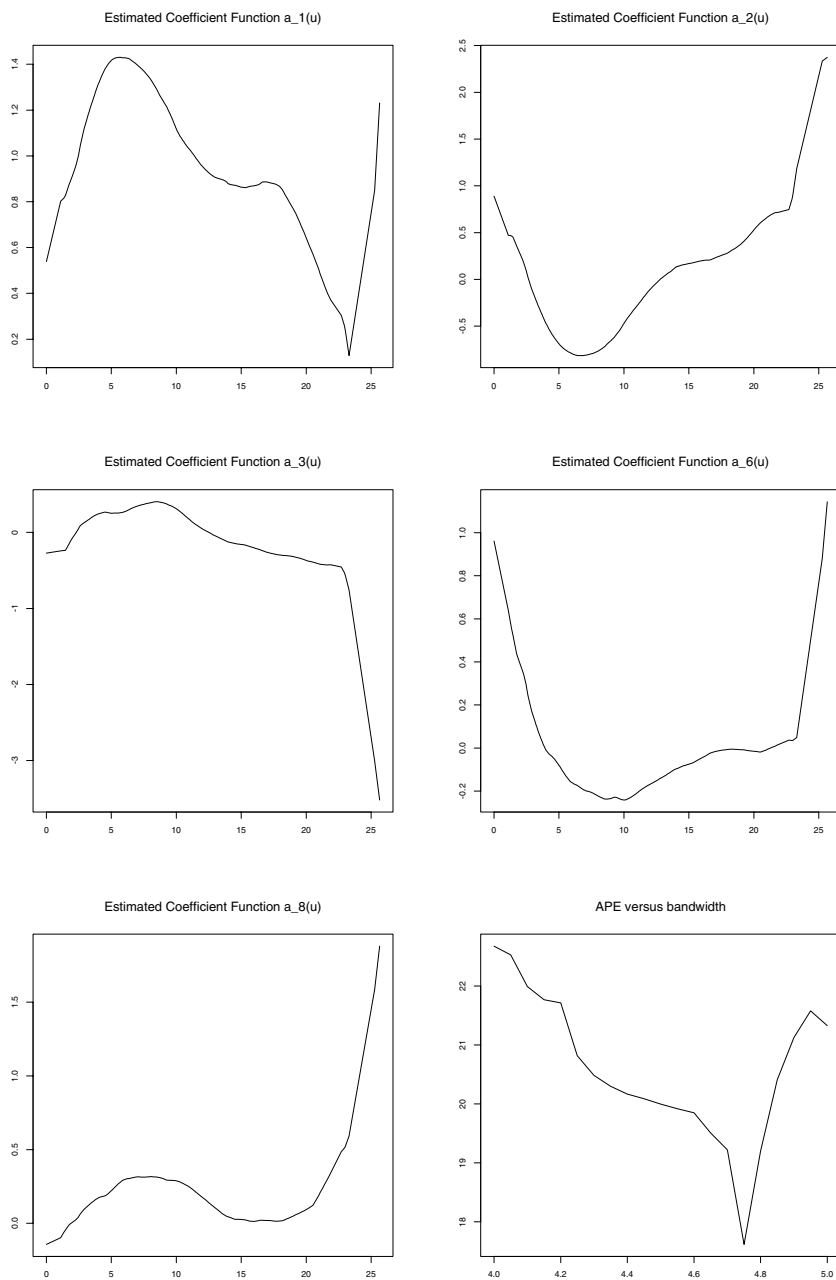 Estimated Coefficient Function a_1(u)
1.4
1.2
1.0
0.8
0.6
0.4
0.2
0 5 10 15 20 25
Estimated Coefficient Function a_2(u)
2.5
2.0
1.5
1.0
0.5
0.0
-0.5
0 5 10 15 20 25
Estimated Coefficient Function a_3(u)
0
-1
-2
-3
0 5 10 15 20 25
Estimated Coefficient Function a_6(u)
1.0
0.8
0.6
0.4
0.2
0.0
-0.2
0 5 10 15 20 25
Estimated Coefficient Function a_8(u)
1.5
1.0
0.5
0.0
0 5 10 15 20 25
APE versus bandwidth
22
21
20
19
18
4.0 4.2 4.4 4.6 4.8 5.0